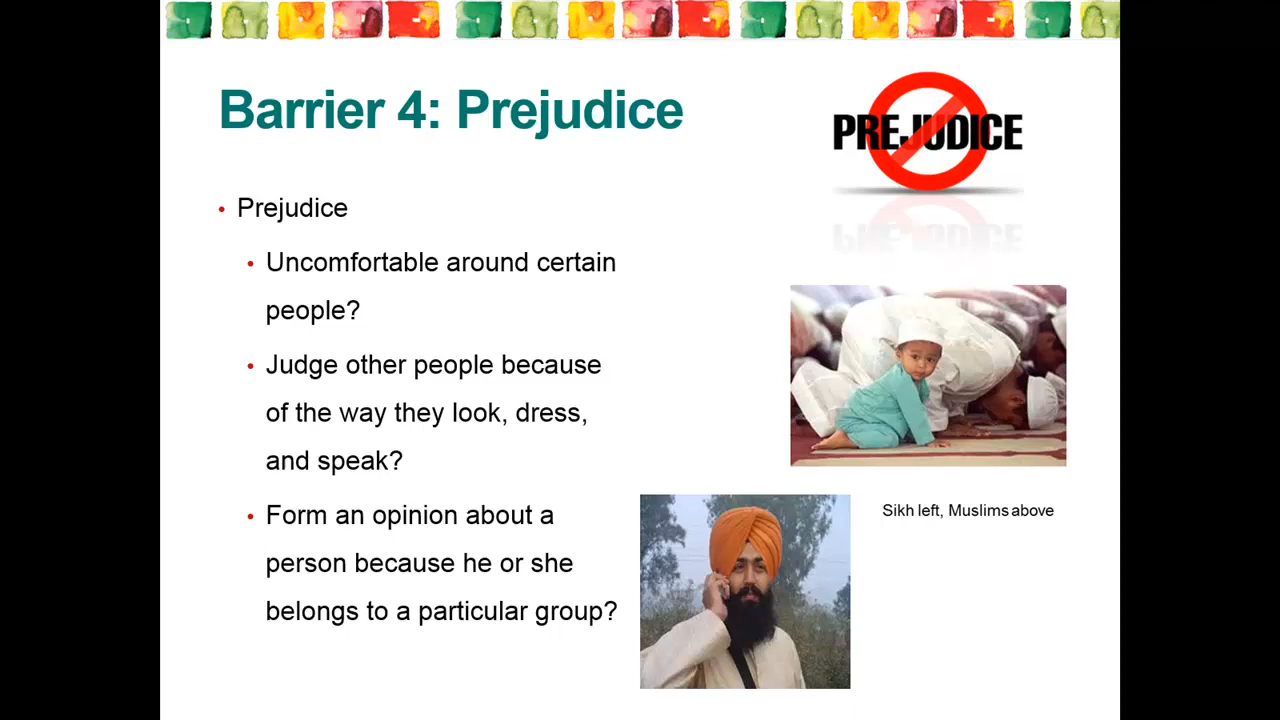 Barrier 4: Prejudice
PREJUDICE
Prejudice
Uncomfortable around certain
people?
Judge other people because
of the way they look, dress,
and speak?
Form an opinion about a
person because he or she
belongs to a particular group?
Sikh left, Muslims above